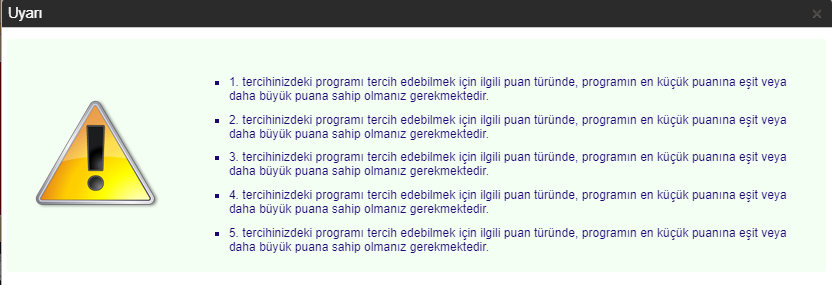 Uyarı
1. tercihinizdeki programı tercih edebilmek için ilgili puan türünde, programın en küçük puanına eşit veya
daha büyük puana sahip olmanız gerekmektedir.
2. tercihinizdeki programı tercih edebilmek için ilgili puan türünde, programın en küçük puanına eşit veya
daha büyük puana sahip olmanız gerekmektedir.
3. tercihinizdeki programı tercih edebilmek için ilgili puan türünde, programın en küçük puanına eşit veya
daha büyük puana sahip olmanız gerekmektedir.
4. tercihinizdeki programı tercih edebilmek için ilgili puan türünde, programın en küçük puanına eşit veya
daha büyük puana sahip olmanız gerekmektedir.
5. tercihinizdeki programı tercih edebilmek için ilgili puan türünde, programın en küçük puanına eşit veya
daha büyük puana sahip olmanız gerekmektedir.